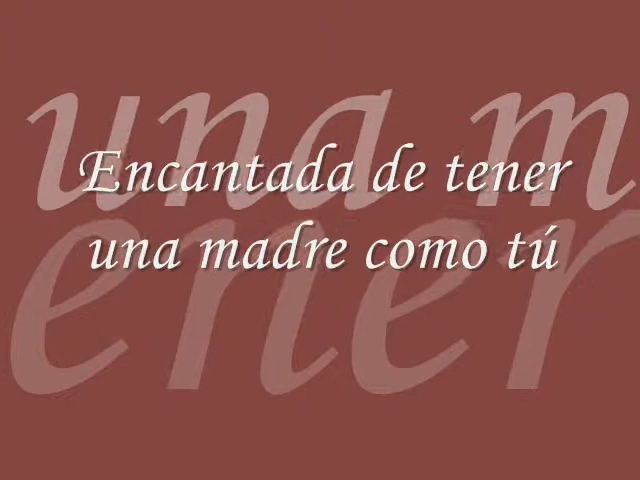 una m
Encantada de tener
una madre como tú
ener